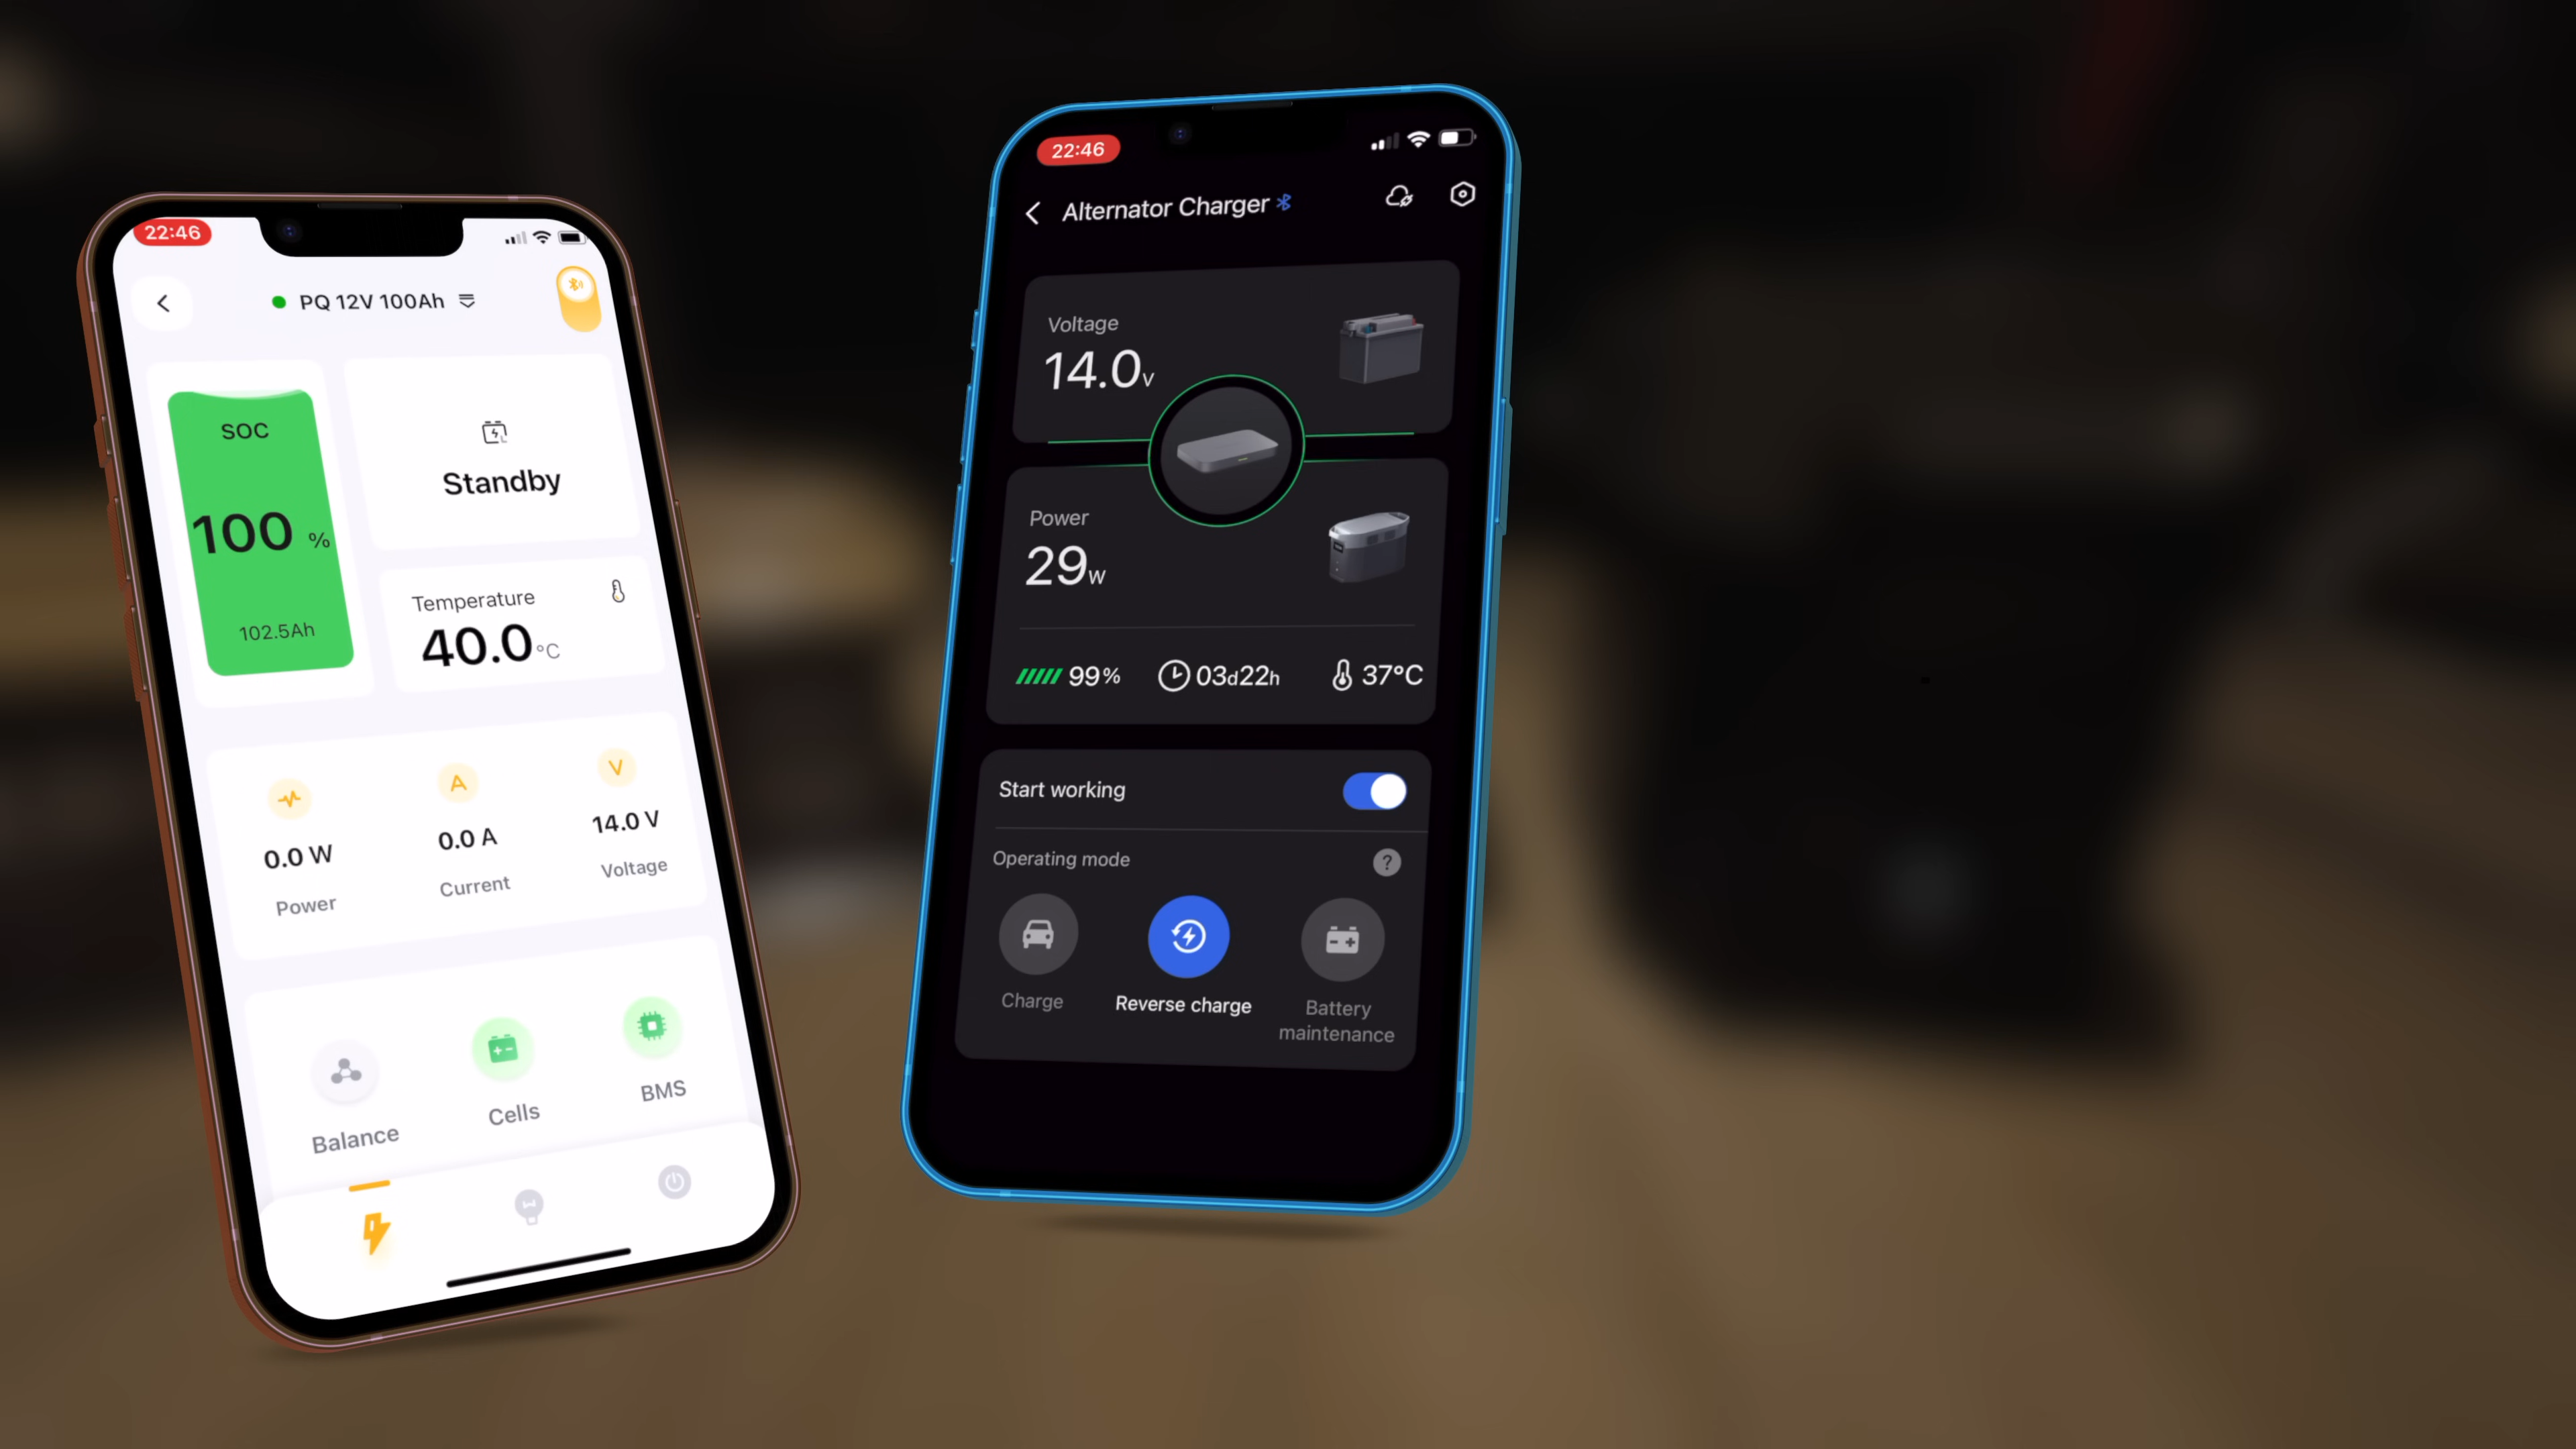 22:46
PQ 12V 100Ah
SOC
100 %
102.5Ah
Standby
Temperature
40.0 °C
A
V
0.0 W
0.0 A
14.0 V
Power
Current
Voltage
Balance
Cells
BMS
22:46
Alternator Charger
Voltage
14.0V
Power
29W
99%
03d22h
37°C
Start working
Operating mode
?
Charge
Reverse charge
Battery
maintenance